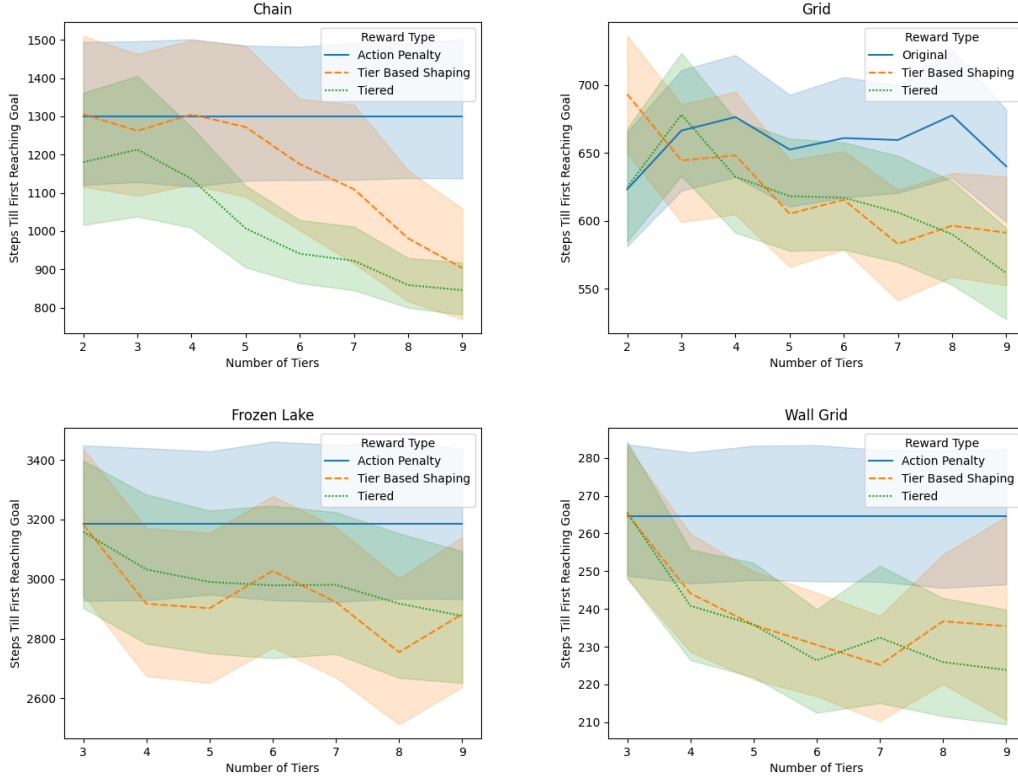 Chain
Steps Till First Reaching Goal
1500
1400
1300
1200
1100
1000
900
800
2 3 4 5 6 7 8 9
Number of Tiers
Reward Type
Action Penalty
Tier Based Shaping
Tiered
Grid
Steps Till First Reaching Goal
700
650
600
550
2 3 4 5 6 7 8 9
Number of Tiers
Reward Type
Original
Tier Based Shaping
Tiered
Frozen Lake
Steps Till First Reaching Goal
3400
3200
3000
2800
2600
3 4 5 6 7 8 9
Number of Tiers
Reward Type
Action Penalty
Tier Based Shaping
Tiered
Wall Grid
Steps Till First Reaching Goal
280
270
260
250
240
230
220
210
3 4 5 6 7 8 9
Number of Tiers
Reward Type
Action Penalty
Tier Based Shaping
Tiered